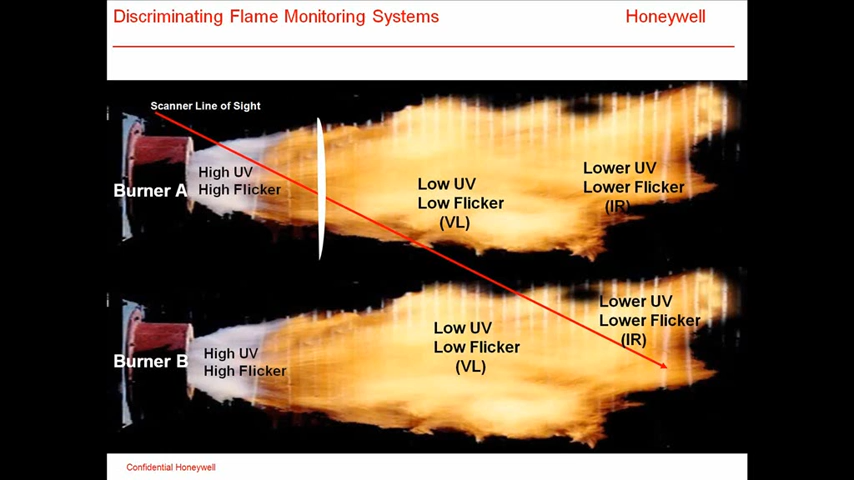 Discriminating Flame Monitoring Systems
Honeywell
Scanner Line of Sight
High UV
High Flicker
Burner A
Low UV
Low Flicker
(VL)
Lower UV
Lower Flicker
(IR)
Burner B
High UV
High Flicker
Low UV
Low Flicker
(VL)
Lower UV
Lower Flicker
(IR)
Confidential Honeywell